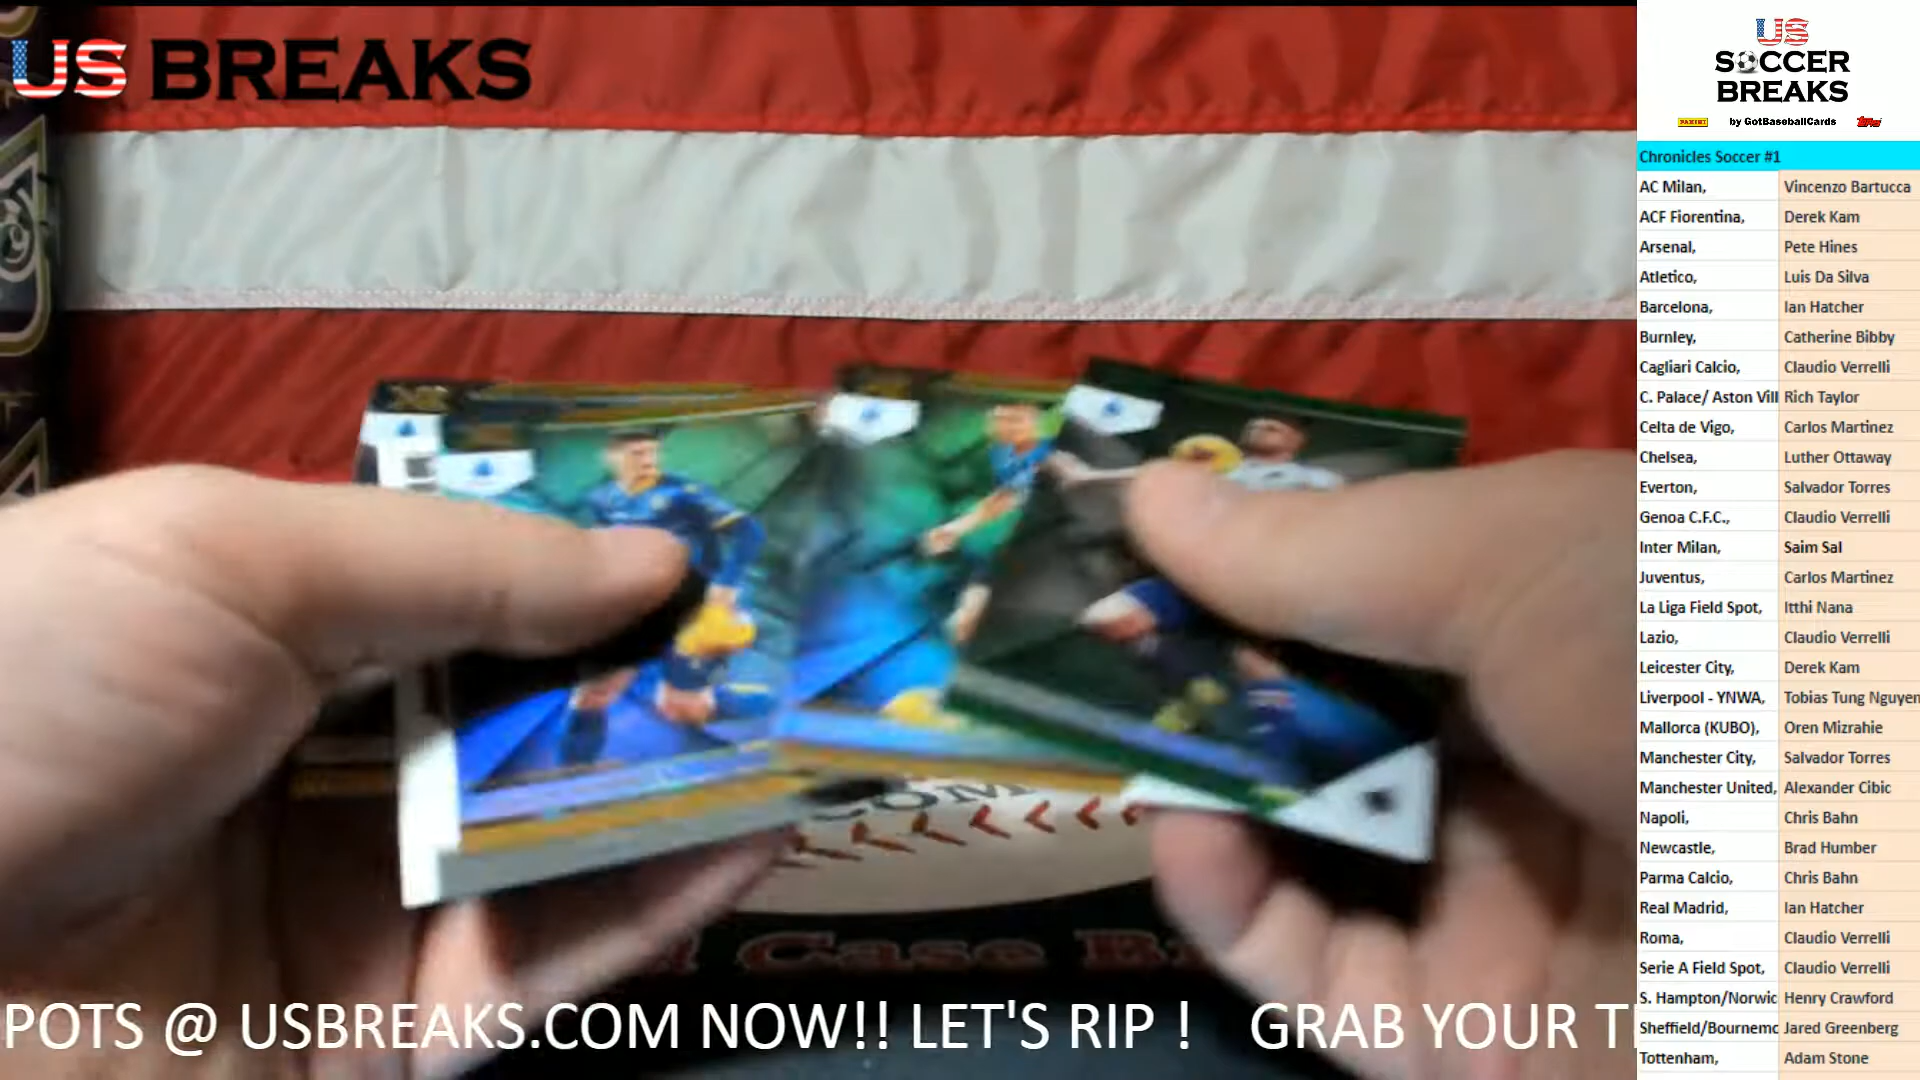 US BREAKS
US
SOCCER
BREAKS
PANINI by GotBaseballCards Topps
Chronicles Soccer #1
AC Milan, Vincenzo Bartucca
ACF Fiorentina, Derek Kam
Arsenal, Pete Hines
Atletico, Luis Da Silva
Barcelona, Ian Hatcher
Burnley, Catherine Bibby
Cagliari Calcio, Claudio Verrelli
C. Palace/ Aston Vill Rich Taylor
Celta de Vigo, Carlos Martinez
Chelsea, Luther Ottaway
Everton, Salvador Torres
Genoa C.F.C., Claudio Verrelli
Inter Milan, Saim Sal
Juventus, Carlos Martinez
La Liga Field Spot, Itthi Nana
Lazio, Claudio Verrelli
Leicester City, Derek Kam
Liverpool - YNWA, Tobias Tung Nguyen
Mallorca (KUBO), Oren Mizrahie
Manchester City, Salvador Torres
Manchester United, Alexander Cibic
Napoli, Chris Bahn
Newcastle, Brad Humber
Parma Calcio, Chris Bahn
Real Madrid, Ian Hatcher
Roma, Claudio Verrelli
Serie A Field Spot, Claudio Verrelli
S. Hampton/Norwic Henry Crawford
Sheffield/Bournemo Jared Greenberg
Tottenham, Adam Stone
.COM
d Case B
POTS @ USBREAKS.COM NOW!! LET'S RIP ! GRAB YOUR T